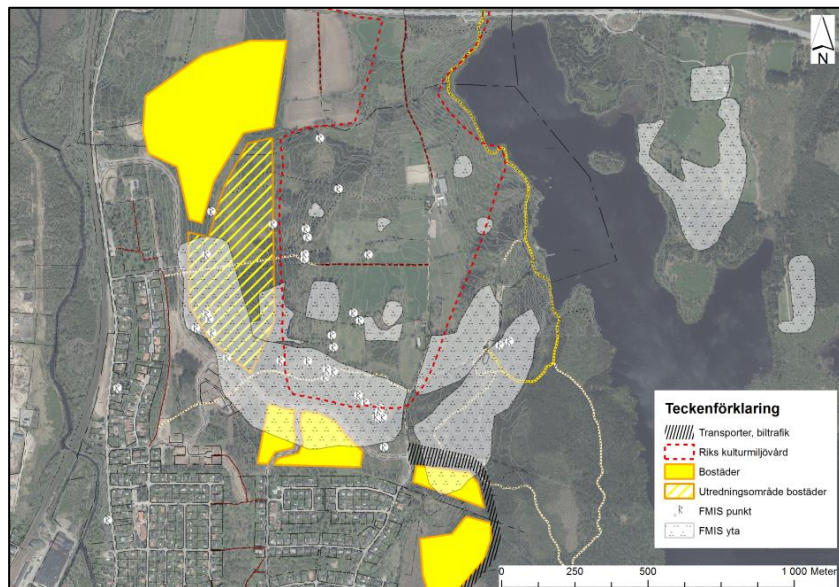 N
Teckenförklaring
Transporter, biltrafik
Riks kulturmiljövård
Bostäder
Utredningsområde bostäder
R FMIS punkt
FMIS yta
0 250 500 1 000 Meter